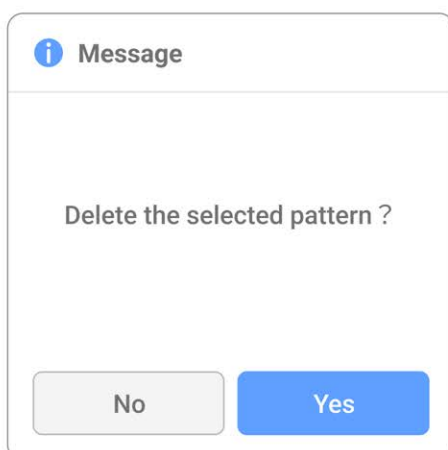 Message
Delete the selected pattern ?
No
Yes